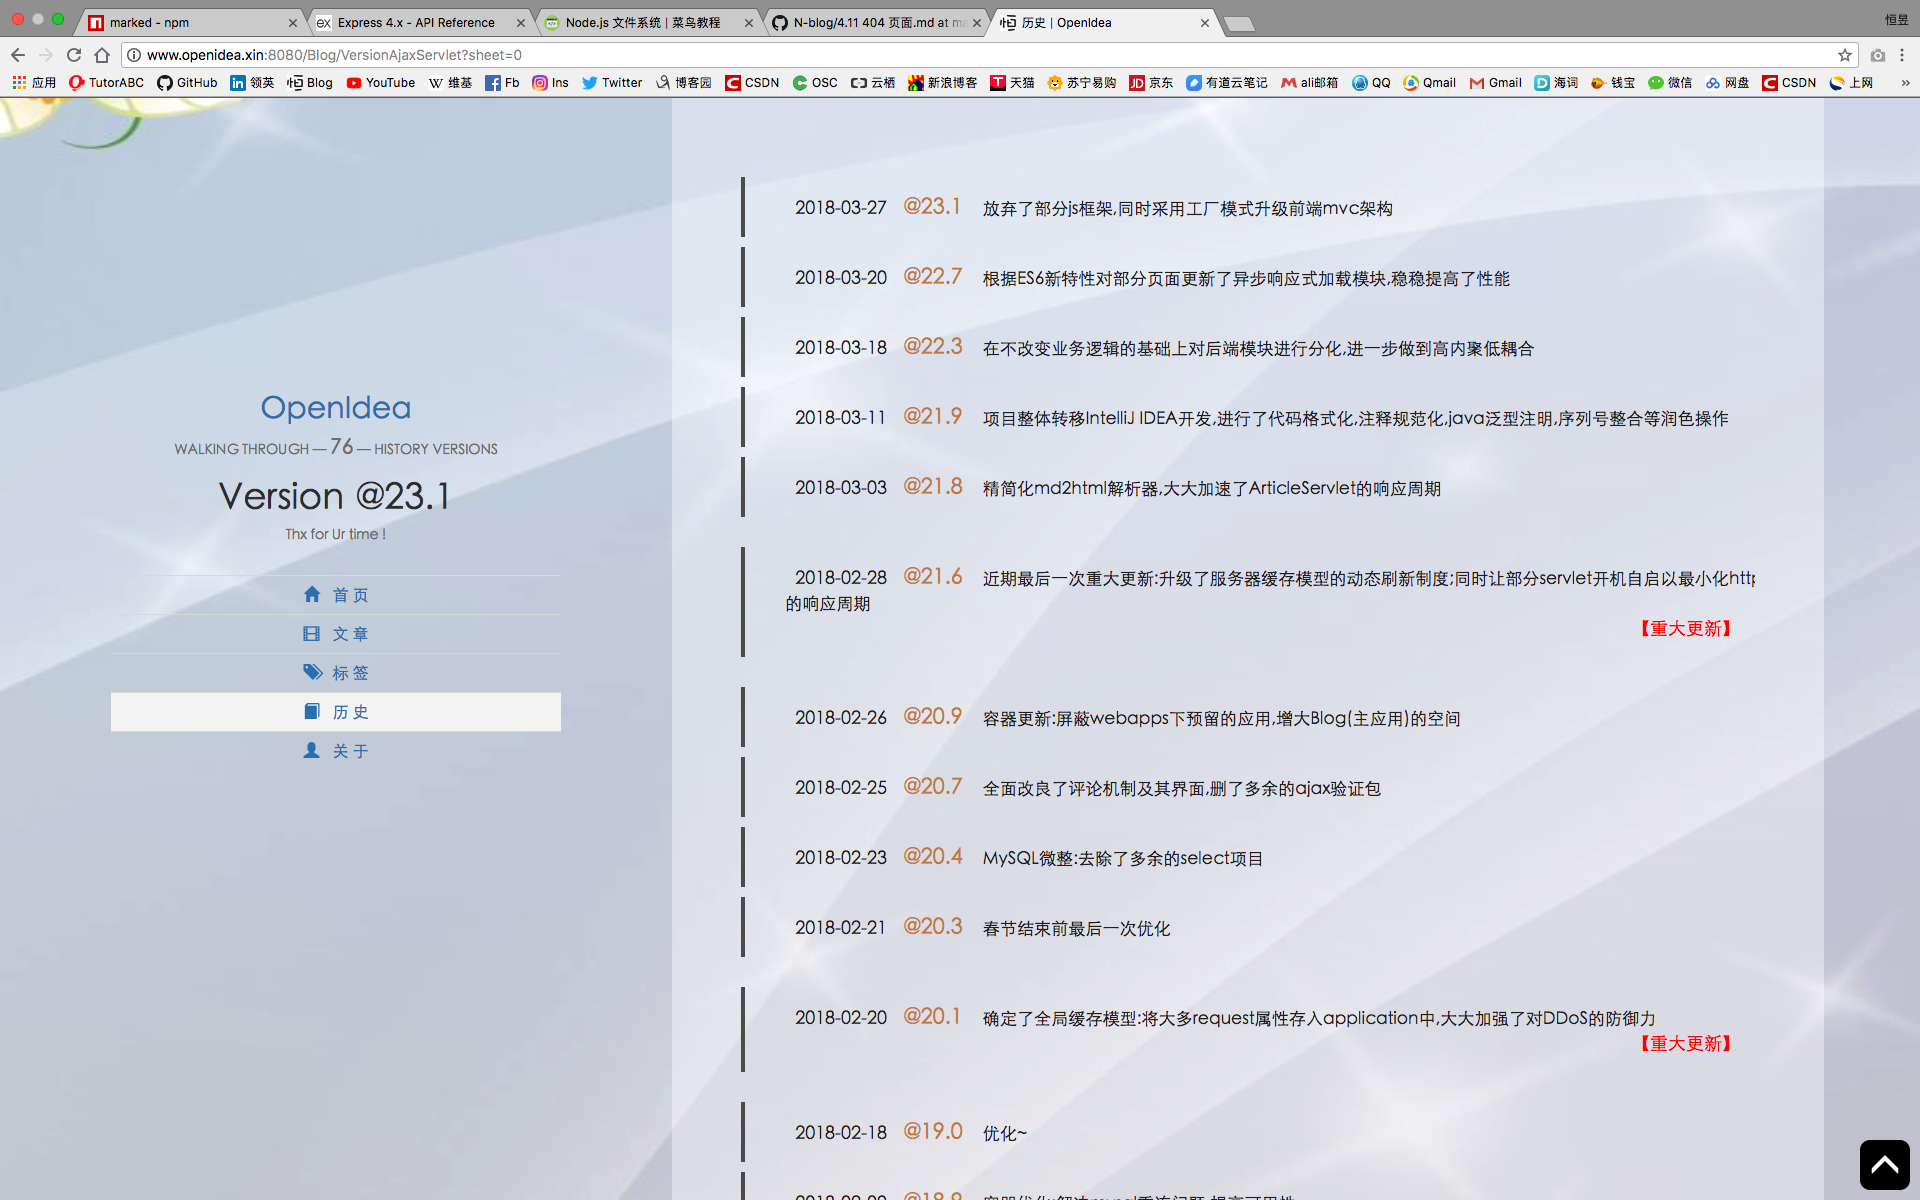 marked - npm
Express 4.x - API Reference
Node.js 文件系统 | 菜鸟教程
N-blog/4.11 404 页面.md at ma
历史 | OpenIdea
恒昱
www.openidea.xin:8080/Blog/VersionAjaxServlet?sheet=0
应用 TutorABC GitHub 领英 Blog YouTube 维基 Fb Ins Twitter 博客园 CSDN OSC 云栖 新浪博客 天猫 苏宁易购 京东 有道云笔记 ali邮箱 QQ Qmail Gmail 海词 钱宝 微信 网盘 CSDN 上网 »
OpenIdea
WALKING THROUGH — 76 — HISTORY VERSIONS
Version @23.1
Thx for Ur time !
首 页
文 章
标 签
历 史
关 于
2018-03-27 @23.1 放弃了部分js框架,同时采用工厂模式升级前端mvc架构
2018-03-20 @22.7 根据ES6新特性对部分页面更新了异步响应式加载模块,稳稳提高了性能
2018-03-18 @22.3 在不改变业务逻辑的基础上对后端模块进行分化,进一步做到高内聚低耦合
2018-03-11 @21.9 项目整体转移IntelliJ IDEA开发,进行了代码格式化,注释规范化,java泛型注明,序列号整合等润色操作
2018-03-03 @21.8 精简化md2html解析器,大大加速了ArticleServlet的响应周期
2018-02-28 @21.6 近期最后一次重大更新:升级了服务器缓存模型的动态刷新制度;同时让部分servlet开机自启以最小化http
的响应周期
【重大更新】
2018-02-26 @20.9 容器更新:屏蔽webapps下预留的应用,增大Blog(主应用)的空间
2018-02-25 @20.7 全面改良了评论机制及其界面,删了多余的ajax验证包
2018-02-23 @20.4 MySQL微整:去除了多余的select项目
2018-02-21 @20.3 春节结束前最后一次优化
2018-02-20 @20.1 确定了全局缓存模型:将大多request属性存入application中,大大加强了对DDoS的防御力
【重大更新】
2018-02-18 @19.0 优化~